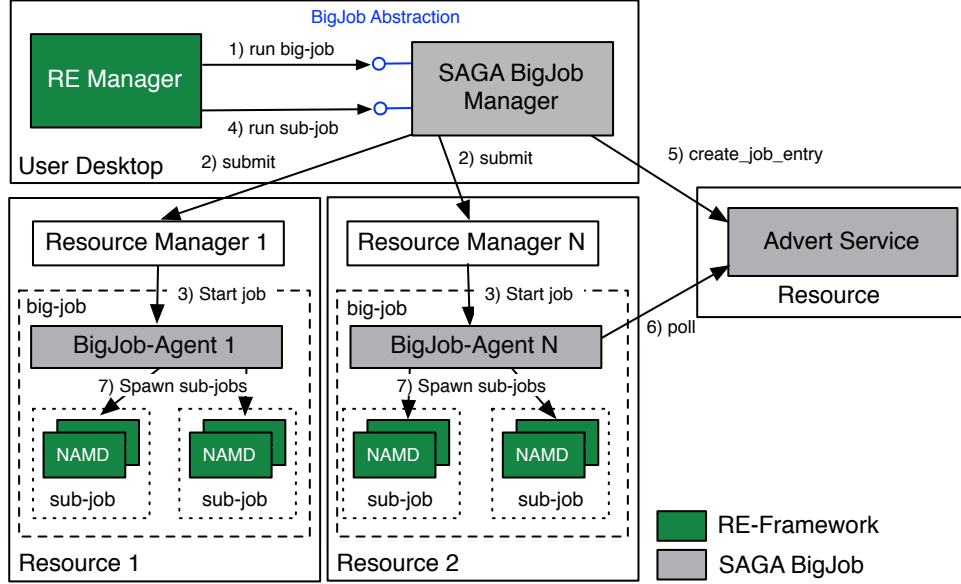 BigJob Abstraction
RE Manager
1) run big-job
4) run sub-job
SAGA BigJob
Manager
User Desktop
2) submit
2) submit
5) create_job_entry
Resource Manager 1
3) Start job
big-job
BigJob-Agent 1
7) Spawn sub-jobs
NAMD
NAMD
sub-job
sub-job
Resource 1
Resource Manager N
3) Start job
big-job
BigJob-Agent N
7) Spawn sub-jobs
NAMD
NAMD
sub-job
sub-job
Resource 2
Advert Service
Resource
6) poll
RE-Framework
SAGA BigJob